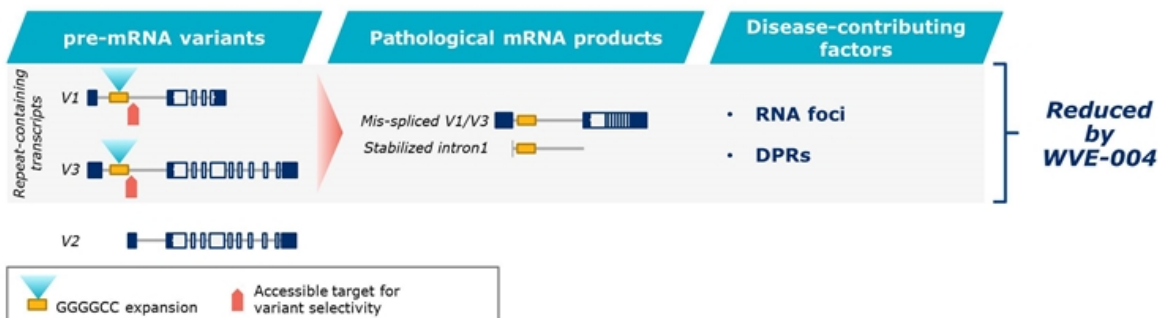 pre-mRNA variants
Pathological mRNA products
Disease-contributing
factors
Repeat-containing
transcripts
V1
V3
V2
Mis-spliced V1/V3
Stabilized intron1
• RNA foci
• DPRs
Reduced
by
WVE-004
GGGGCC expansion
Accessible target for
variant selectivity